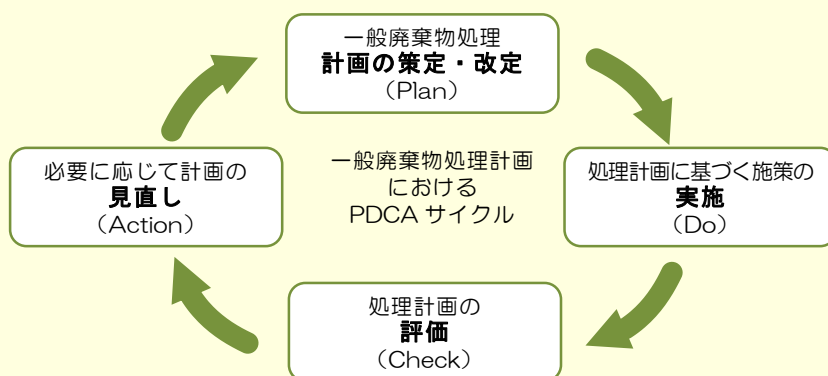 一般廃棄物処理
計画の策定・改定
（Plan）
必要に応じて計画の
見直し
（Action）
一般廃棄物処理計画
における
PDCA サイクル
処理計画に基づく施策の
実施
（Do）
処理計画の
評価
（Check）